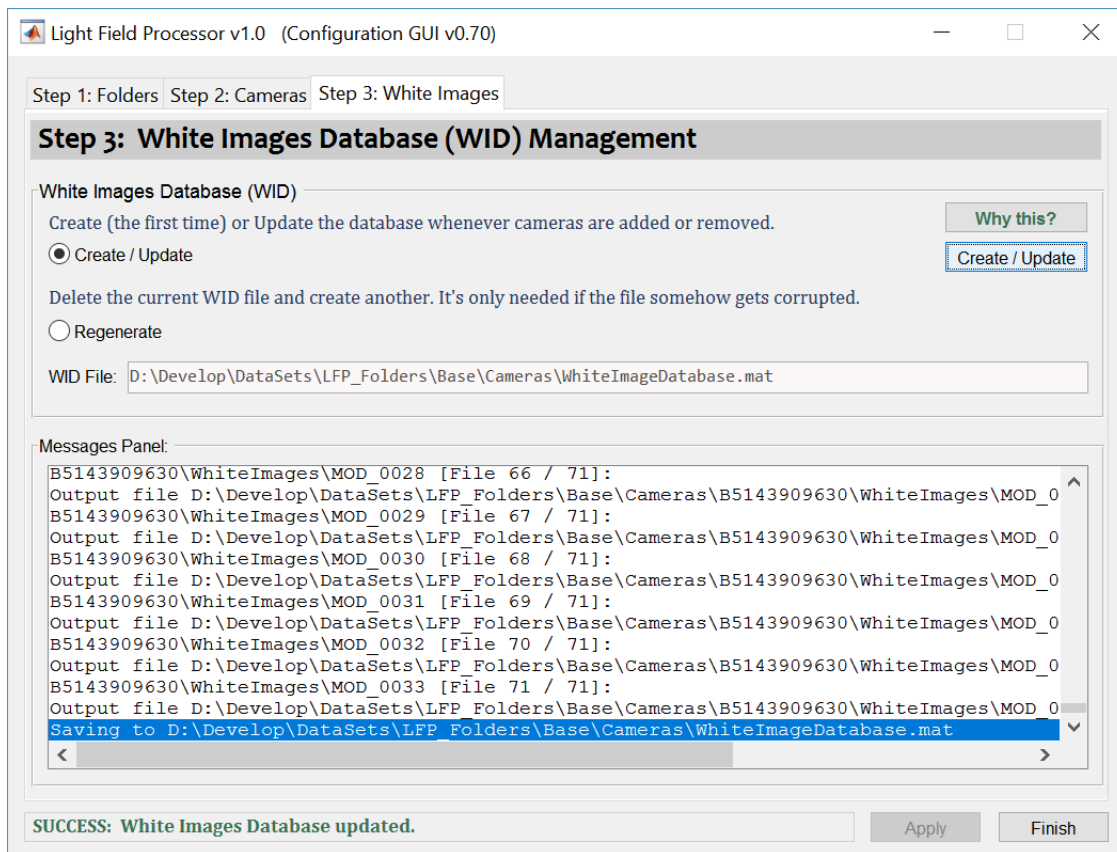 Light Field Processor v1.0   (Configuration GUI v0.70)
Step 1: Folders Step 2: Cameras Step 3: White Images
Step 3:  White Images Database (WID) Management
White Images Database (WID)
Create (the first time) or Update the database whenever cameras are added or removed.
Why this?
Create / Update
Create / Update
Delete the current WID file and create another. It's only needed if the file somehow gets corrupted.
Regenerate
WID File: D:\Develop\DataSets\LFP_Folders\Base\Cameras\WhiteImageDatabase.mat
Messages Panel:
B5143909630\WhiteImages\MOD_0028 [File 66 / 71]:
Output file D:\Develop\DataSets\LFP_Folders\Base\Cameras\B5143909630\WhiteImages\MOD_0
B5143909630\WhiteImages\MOD_0029 [File 67 / 71]:
Output file D:\Develop\DataSets\LFP_Folders\Base\Cameras\B5143909630\WhiteImages\MOD_0
B5143909630\WhiteImages\MOD_0030 [File 68 / 71]:
Output file D:\Develop\DataSets\LFP_Folders\Base\Cameras\B5143909630\WhiteImages\MOD_0
B5143909630\WhiteImages\MOD_0031 [File 69 / 71]:
Output file D:\Develop\DataSets\LFP_Folders\Base\Cameras\B5143909630\WhiteImages\MOD_0
B5143909630\WhiteImages\MOD_0032 [File 70 / 71]:
Output file D:\Develop\DataSets\LFP_Folders\Base\Cameras\B5143909630\WhiteImages\MOD_0
B5143909630\WhiteImages\MOD_0033 [File 71 / 71]:
Output file D:\Develop\DataSets\LFP_Folders\Base\Cameras\B5143909630\WhiteImages\MOD_0
Saving to D:\Develop\DataSets\LFP_Folders\Base\Cameras\WhiteImageDatabase.mat
SUCCESS:  White Images Database updated.
Apply
Finish